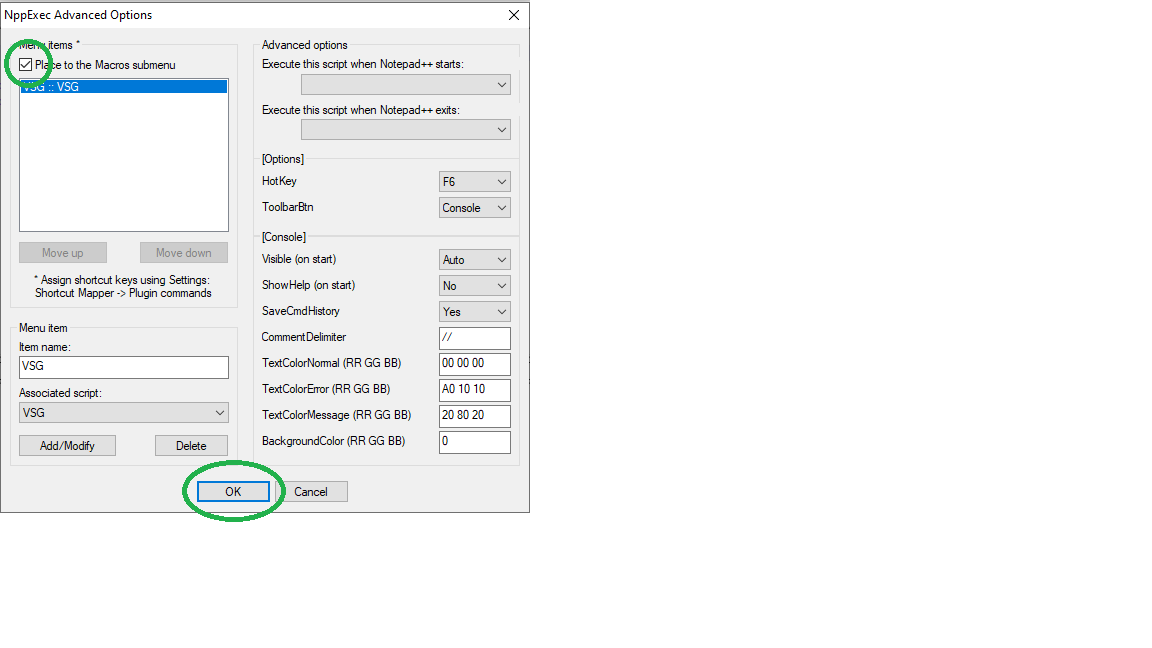 NppExec Advanced Options
Menu items *
Place to the Macros submenu
VSG :: VSG
Move up
Move down
* Assign shortcut keys using Settings:
Shortcut Mapper -> Plugin commands
Menu item
Item name:
VSG
Associated script:
VSG
Add/Modify
Delete
Advanced options
Execute this script when Notepad++ starts:
Execute this script when Notepad++ exits:
[Options]
HotKey
F6
ToolbarBtn
Console
[Console]
Visible (on start)
Auto
ShowHelp (on start)
No
SaveCmdHistory
Yes
CommentDelimiter
//
TextColorNormal (RR GG BB)
00 00 00
TextColorError (RR GG BB)
A0 10 10
TextColorMessage (RR GG BB)
20 80 20
BackgroundColor (RR GG BB)
0
OK
Cancel